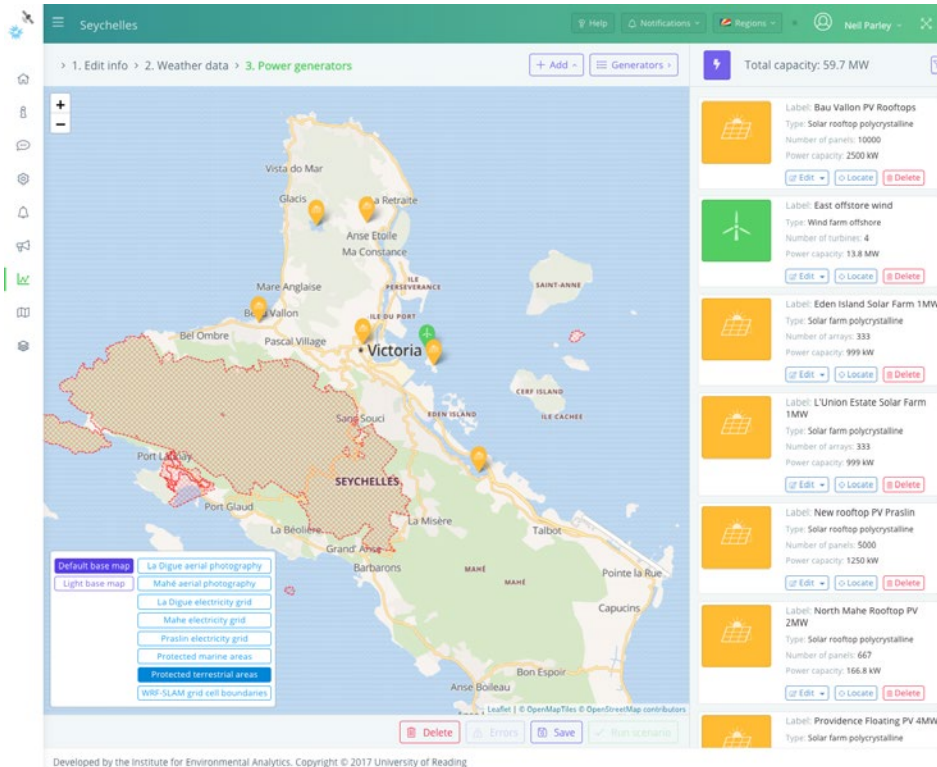 Seychelles
Help
Notifications
Regions
Neil Parley
> 1. Edit info > 2. Weather data > 3. Power generators
+ Add
Generators ›
Total capacity: 59.7 MW
+
−
Vista do Mar
Glacis
a Retraite
Anse Etoile
Ma Constance
ILE
PERSEVERANCE
SAINT-ANNE
Mare Anglaise
Be Vallon
ILE DU PORT
Bel Ombre
Pascal Village
Victoria
CERF ISLAND
EDEN ISLAND
ILE CACHEE
Sans Souci
Port Launay
SEYCHELLES
Port Glaud
La Béolière
La Misère
Talbot
Grand' Anse
Barbarons
MAHÉ
MAHÉ
Pointe la Rue
Capucins
Bon Espoir
Anse Boileau
Default base map
Light base map
La Digue aerial photography
Mahé aerial photography
La Digue electricity grid
Mahe electricity grid
Praslin electricity grid
Protected marine areas
Protected terrestrial areas
WRF-SLAM grid cell boundaries
Leaflet | © OpenMapTiles © OpenStreetMap contributors
Delete
Errors
Save
Run scenario
Label: Bau Vallon PV Rooftops
Type: Solar rooftop polycrystalline
Number of panels: 10000
Power capacity: 2500 kW
Edit
Locate
Delete
Label: East offstore wind
Type: Wind farm offshore
Number of turbines: 4
Power capacity: 13.8 MW
Edit
Locate
Delete
Label: Eden Island Solar Farm 1MW
Type: Solar farm polycrystalline
Number of arrays: 333
Power capacity: 999 kW
Edit
Locate
Delete
Label: L'Union Estate Solar Farm
1MW
Type: Solar farm polycrystalline
Number of arrays: 333
Power capacity: 999 kW
Edit
Locate
Delete
Label: New rooftop PV Praslin
Type: Solar rooftop polycrystalline
Number of panels: 5000
Power capacity: 1250 kW
Edit
Locate
Delete
Label: North Mahe Rooftop PV
2MW
Type: Solar rooftop polycrystalline
Number of panels: 667
Power capacity: 166.8 kW
Edit
Locate
Delete
Label: Providence Floating PV 4MW
Type: Solar farm polycrystalline
Developed by the Institute for Environmental Analytics. Copyright © 2017 University of Reading